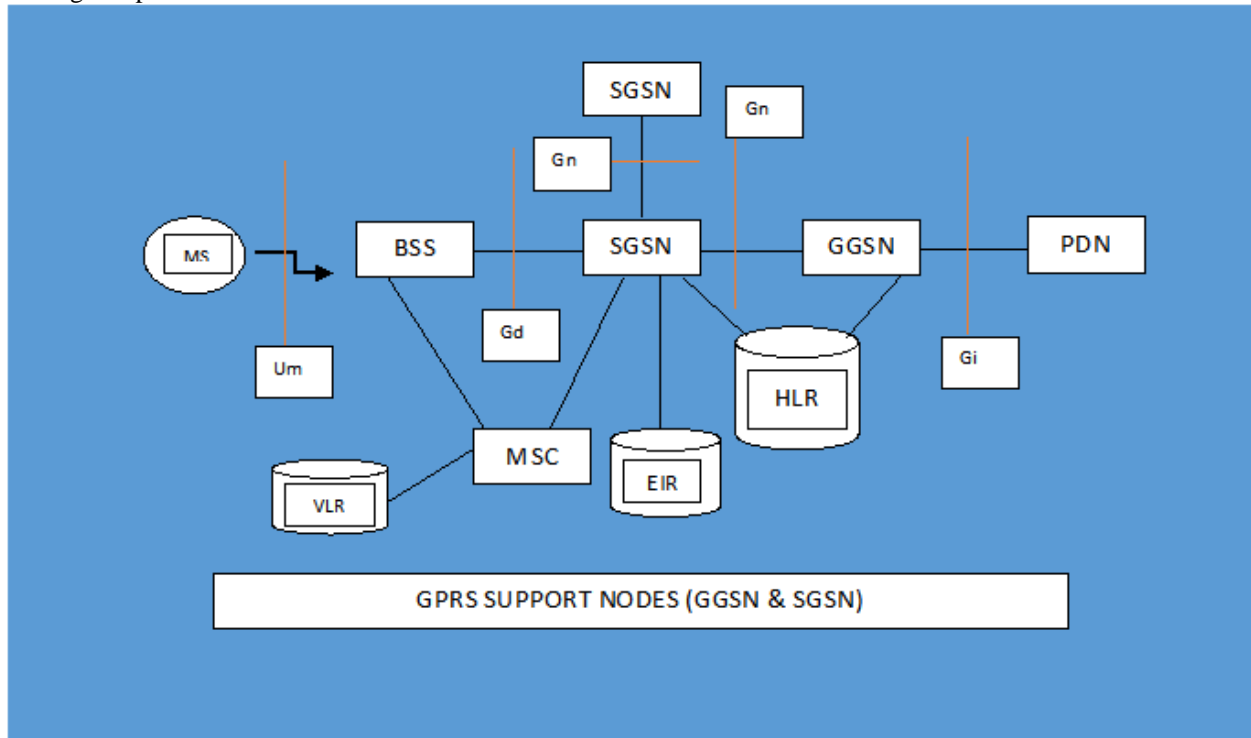 SGSN
Gn
Gn
MS
BSS
SGSN
GGSN
PDN
Um
Gd
Gi
HLR
MSC
EIR
VLR
GPRS SUPPORT NODES (GGSN & SGSN)